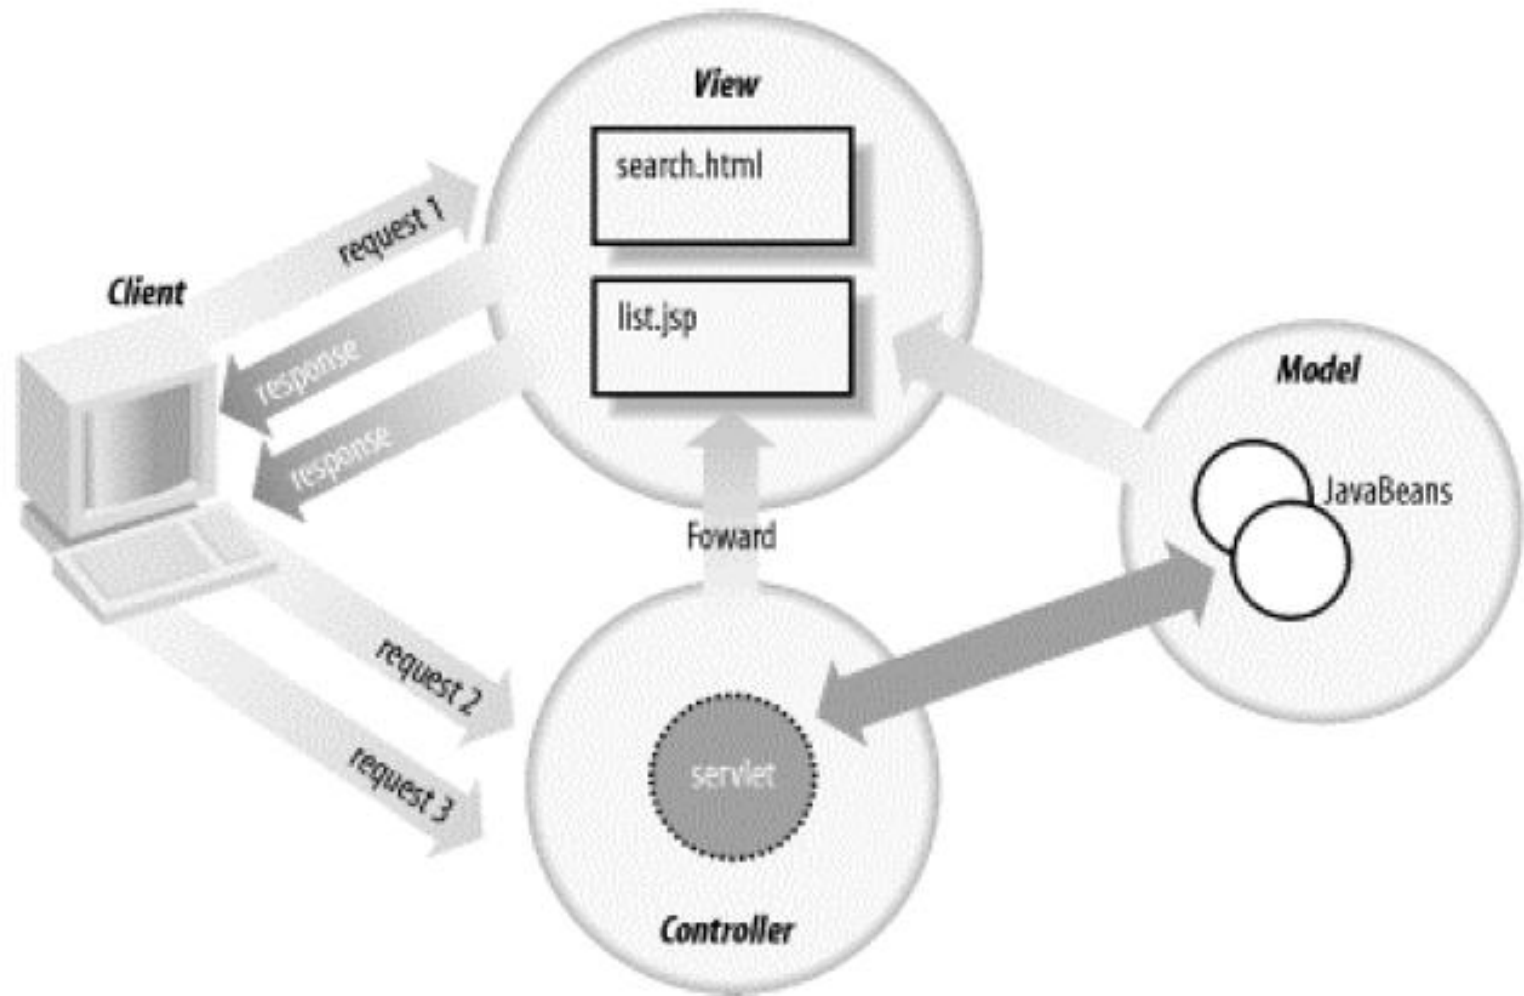 View
search.html
request 1
Client
list.jsp
response
Model
response
JavaBeans
Foward
request 2
request 3
servlet
Controller